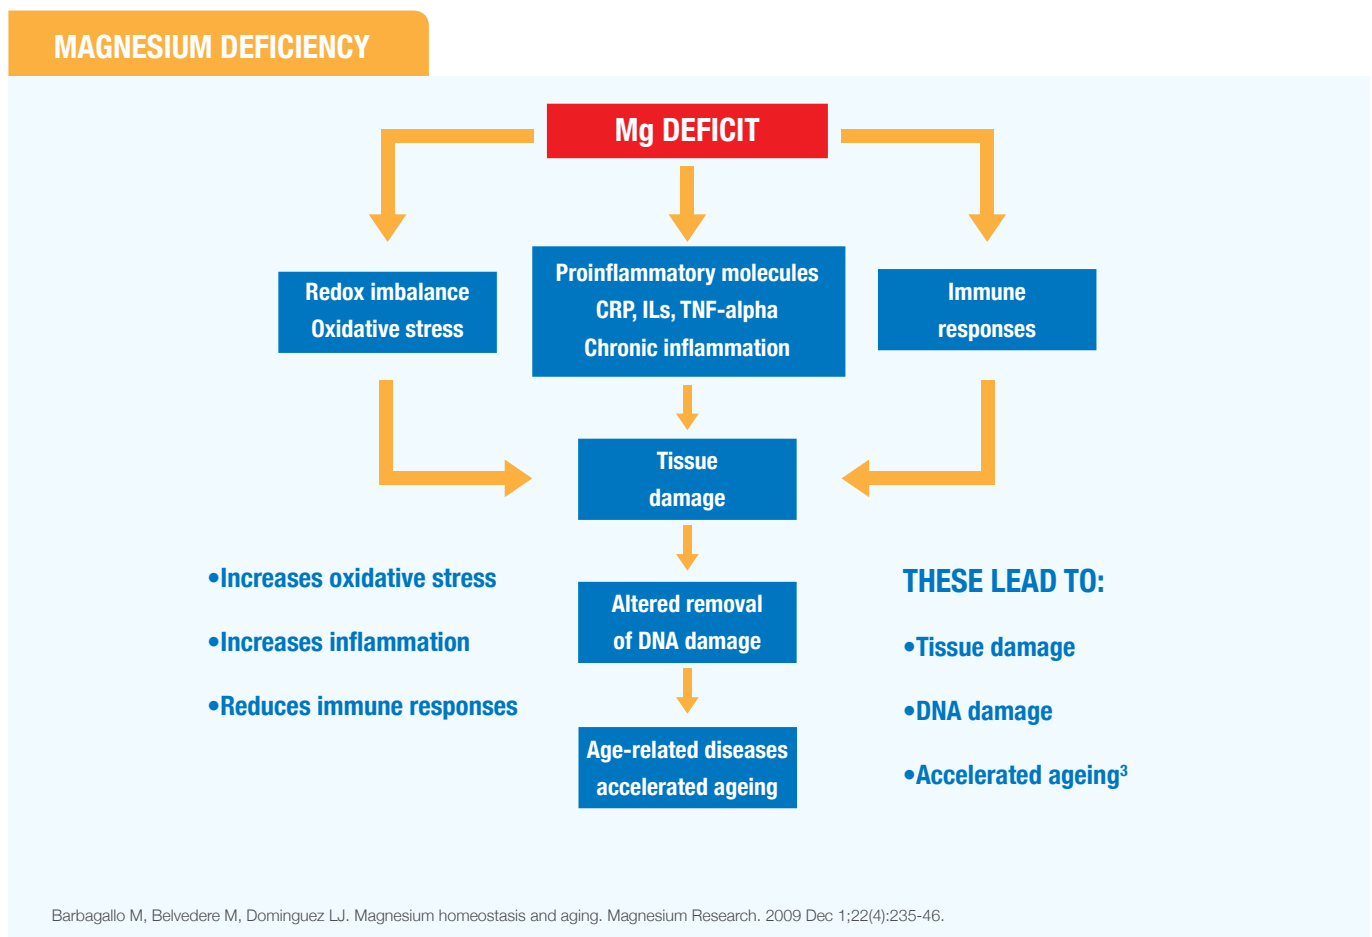 MAGNESIUM DEFICIENCY
Mg DEFICIT
Redox imbalance
Oxidative stress
Proinflammatory molecules
CRP, ILs, TNF-alpha
Chronic inflammation
Immune
responses
Tissue
damage
Altered removal
of DNA damage
Age-related diseases
accelerated ageing
•Increases oxidative stress
•Increases inflammation
•Reduces immune responses
THESE LEAD TO:
•Tissue damage
•DNA damage
•Accelerated ageing³
Barbagallo M, Belvedere M, Dominguez LJ. Magnesium homeostasis and aging. Magnesium Research. 2009 Dec 1;22(4):235-46.